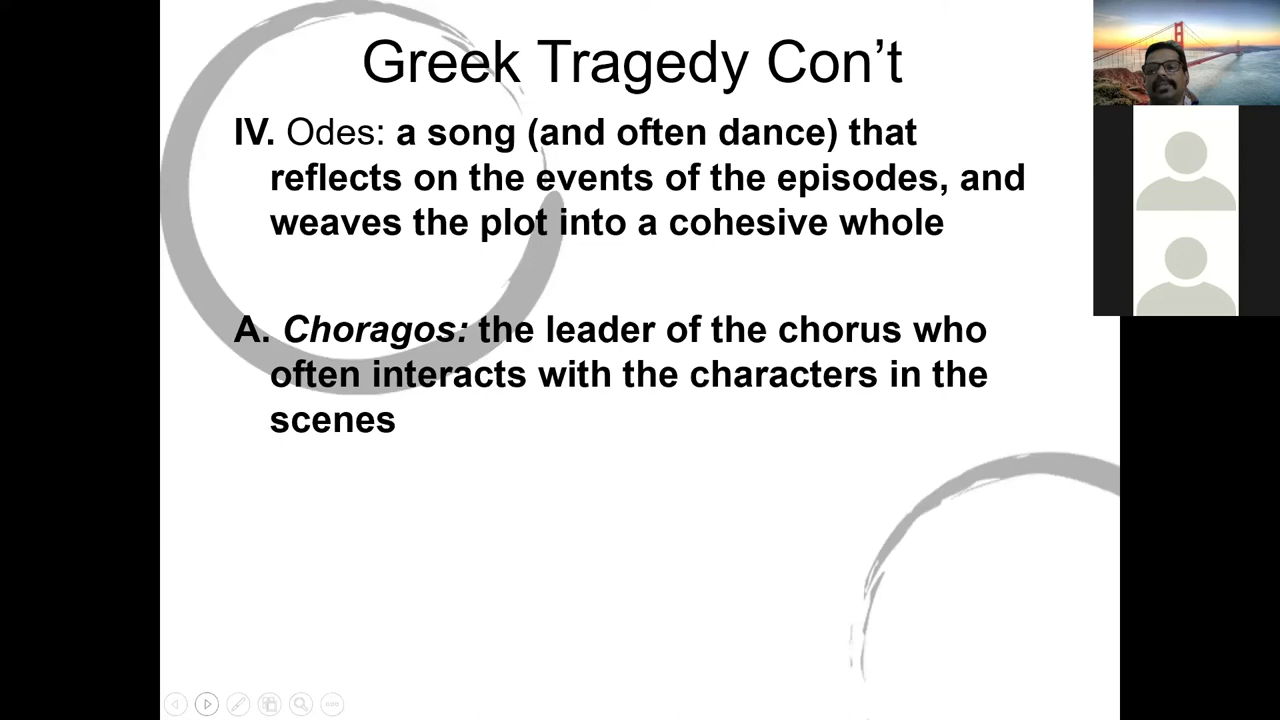 Greek Tragedy Con’t
IV. Odes: a song (and often dance) that
reflects on the events of the episodes, and
weaves the plot into a cohesive whole
A. Choragos: the leader of the chorus who
often interacts with the characters in the
scenes